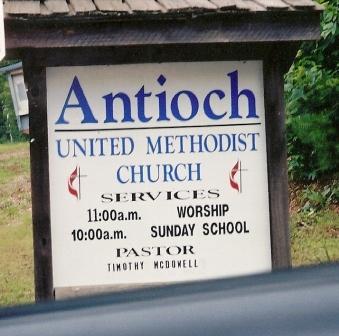 Antioch
UNITED METHODIST
CHURCH
SERVICES
11:00a.m. WORSHIP
10:00a.m. SUNDAY SCHOOL
PASTOR
TIMOTHY MCDOWELL